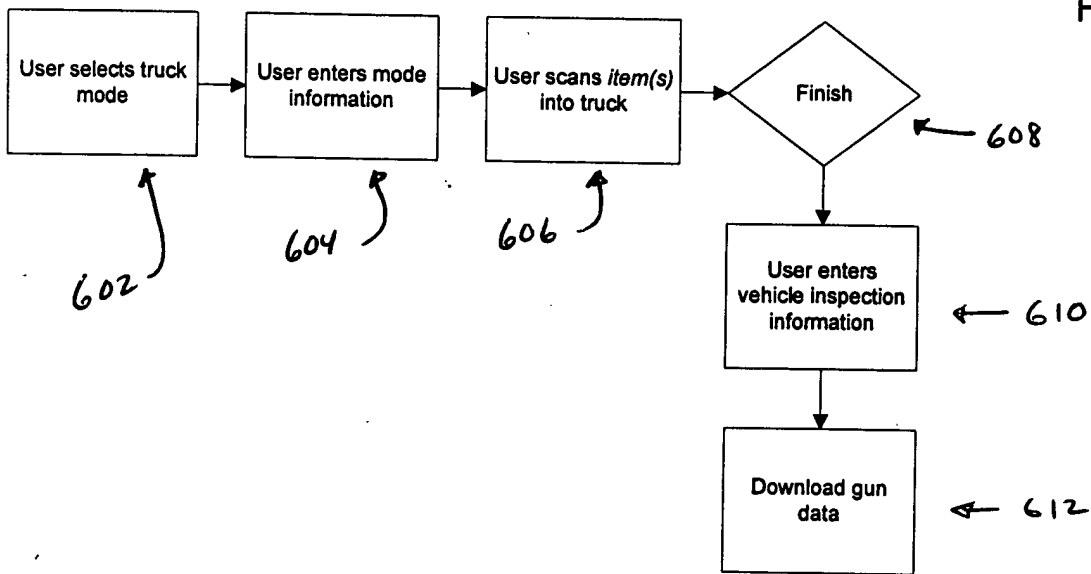 User selects truck
mode
User enters mode
information
User scans item(s)
into truck
Finish
608
602
604
606
User enters
vehicle inspection
information
610
Download gun
data
612